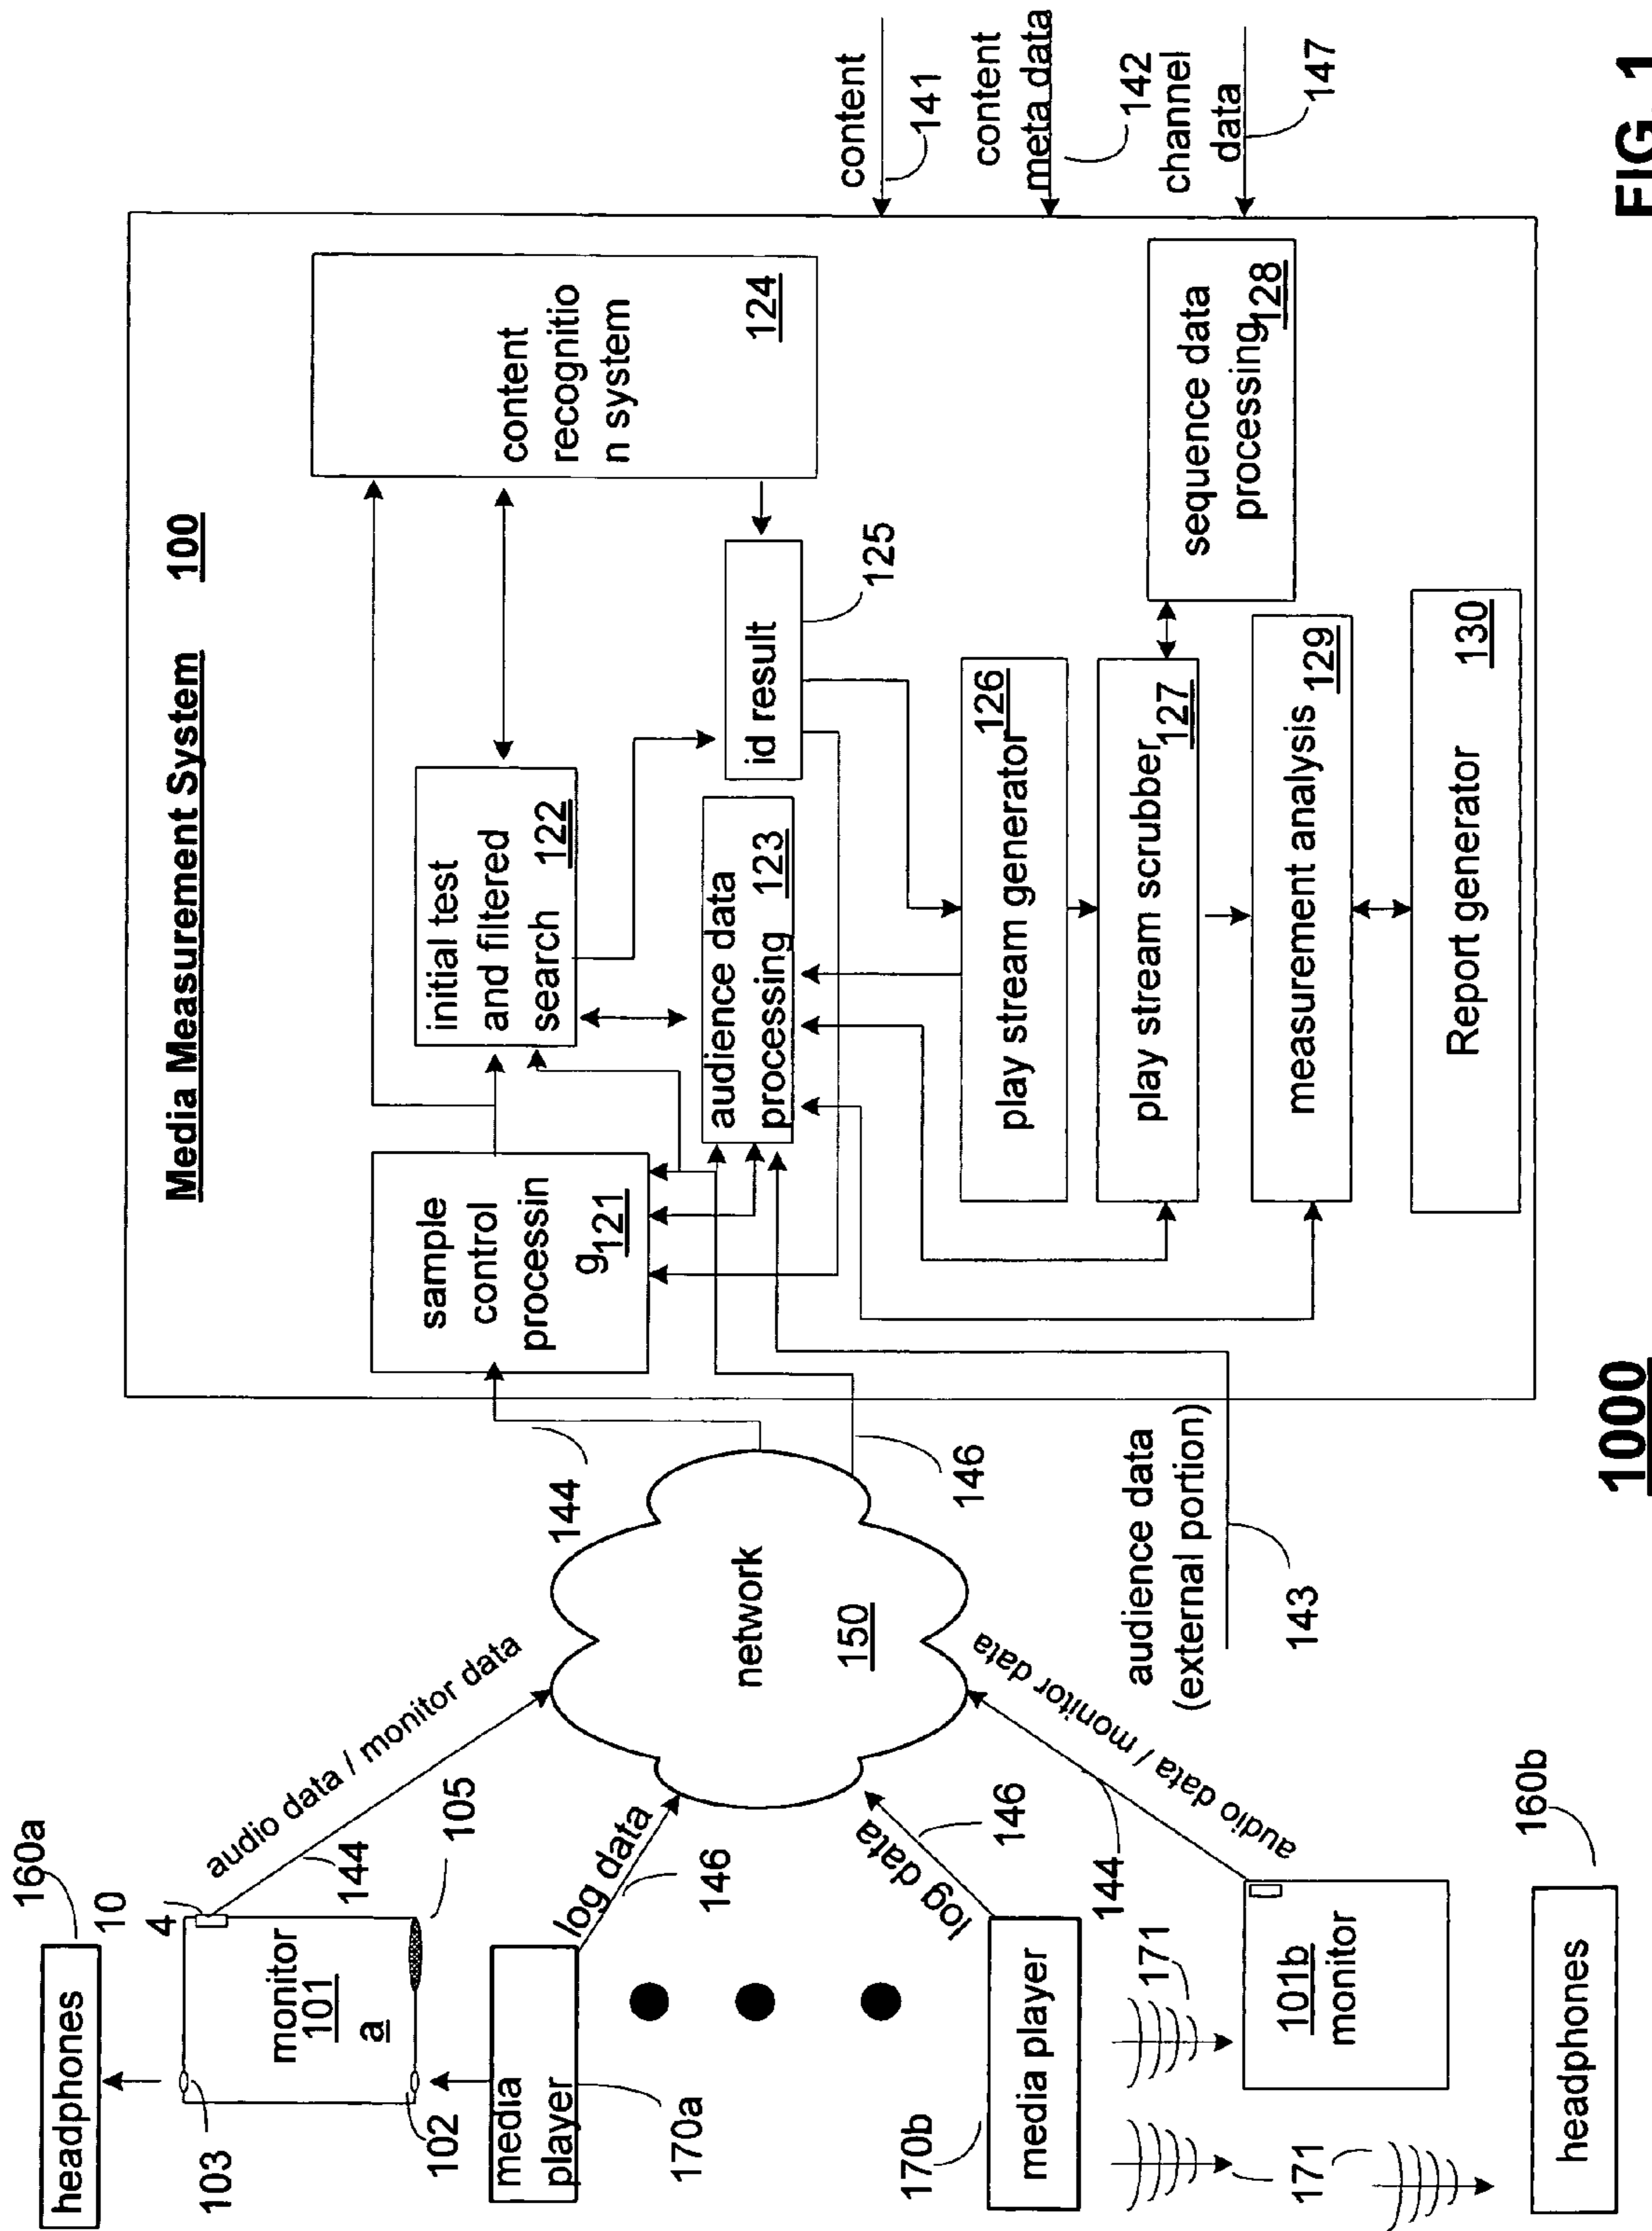 Media Measurement System 100
160a
headphones
10
4
103
monitor
101
a
102
105
audio data / monitor data
144
media
player
170a
log data
146
network
150
144
146
170b
media player
log data
146
171
171
101b
monitor
audio data / monitor data
144
headphones
160b
audience data
(external portion)
143
sample
control
processin
g121
initial test
and filtered
search 122
content
recognitio
n system
124
audience data
processing 123
id result
125
play stream generator 126
play stream scrubber 127
sequence data
processing 128
measurement analysis 129
Report generator 130
content
141
content
meta data
142
channel
data
147
1000
FIG. 1